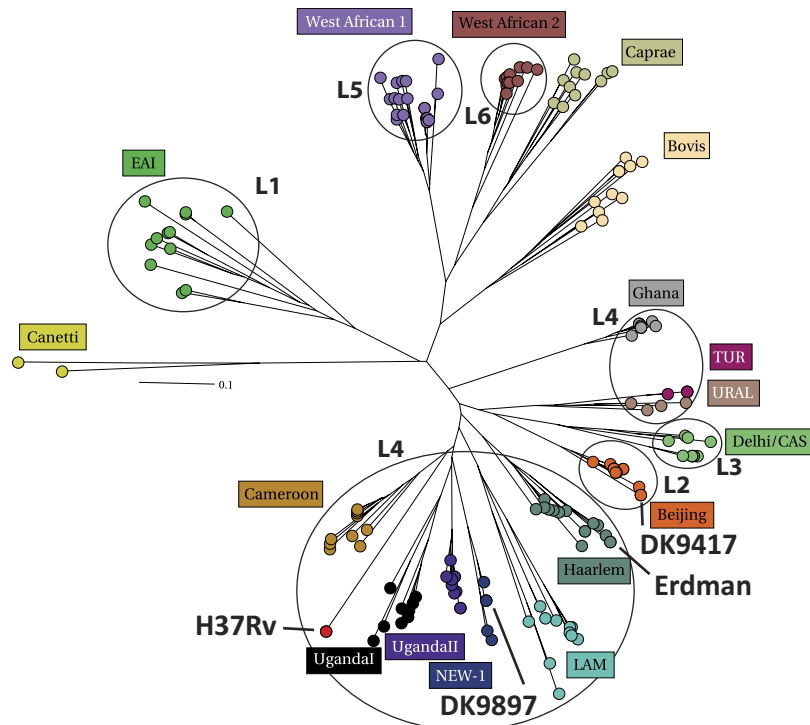 West African 1
West African 2
Caprae
L5
L6
Bovis
EAI
L1
Ghana
L4
Canetti
TUR
0.1
URAL
Delhi/CAS
L4
L3
L2
Cameroon
Beijing
DK9417
Haarlem
Erdman
H37Rv
UgandaI
UgandaII
NEW-1
LAM
DK9897